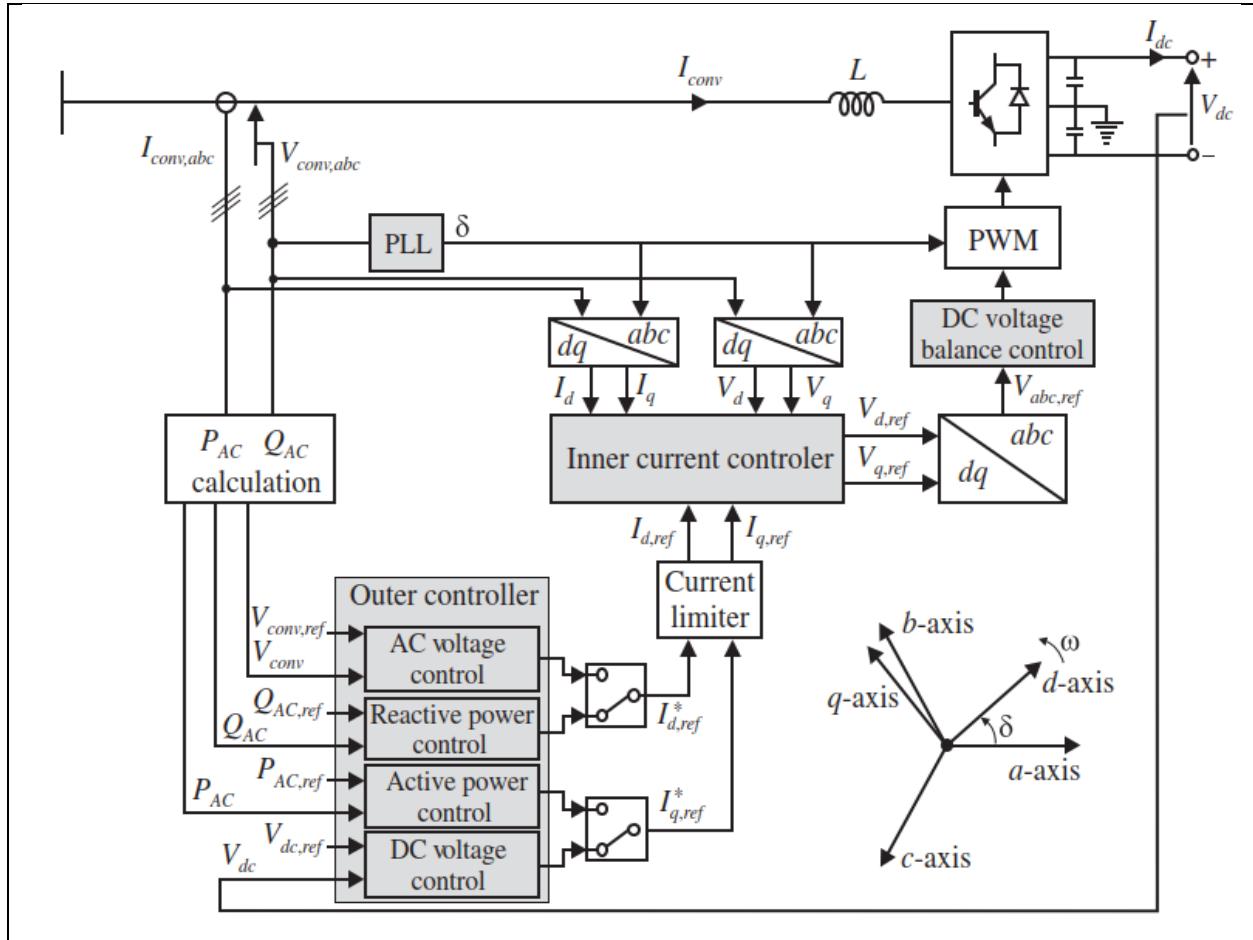 I_dc
+
I_conv
L
V_dc
I_conv,abc
V_conv,abc
−
PLL
δ
PWM
dq
abc
dq
abc
DC voltage
balance control
I_d
I_q
V_d
V_q
V_abc,ref
P_AC Q_AC
calculation
Inner current controler
V_d,ref
V_q,ref
abc
dq
I_d,ref
I_q,ref
Outer controller
Current
limiter
V_conv,ref
V_conv
AC voltage
control
Q_AC,ref
Q_AC
Reactive power
control
I*_d,ref
P_AC,ref
P_AC
Active power
control
I*_q,ref
V_dc,ref
V_dc
DC voltage
control
b-axis
ω
q-axis
d-axis
δ
a-axis
c-axis